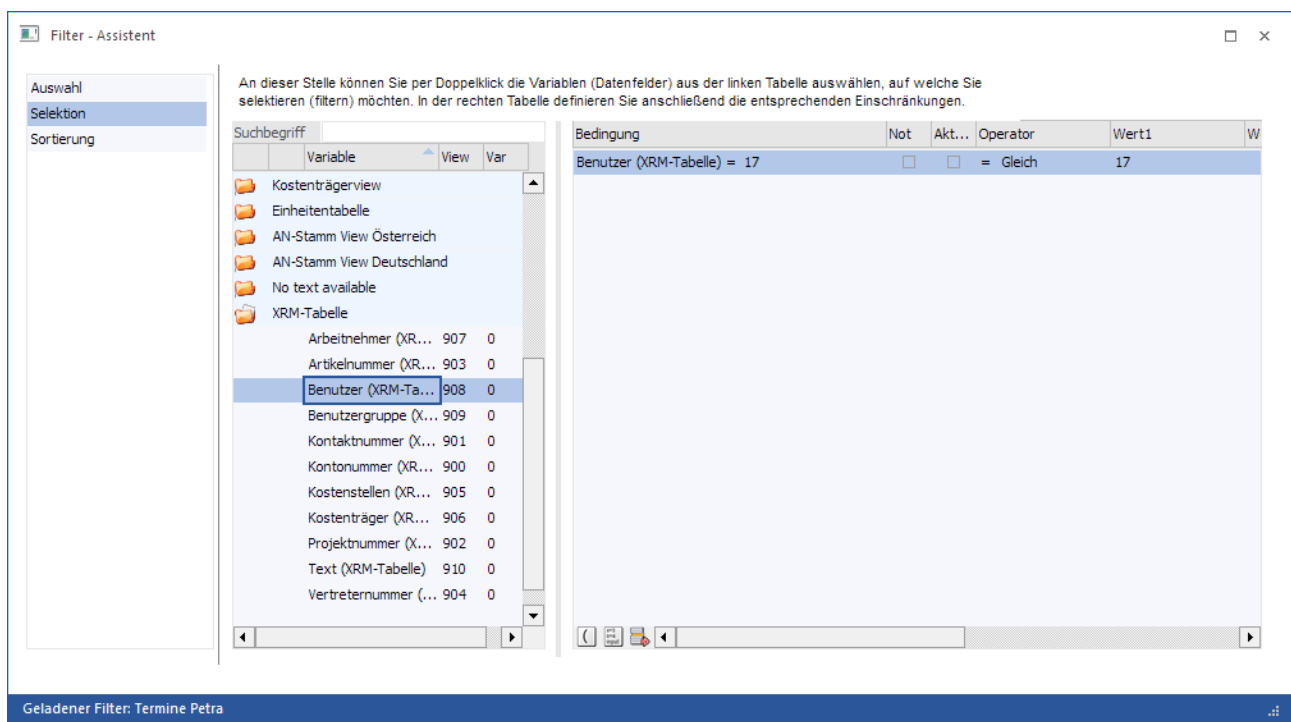 Filter - Assistent
Auswahl
Selektion
Sortierung
An dieser Stelle können Sie per Doppelklick die Variablen (Datenfelder) aus der linken Tabelle auswählen, auf welche Sie
selektieren (filtern) möchten. In der rechten Tabelle definieren Sie anschließend die entsprechenden Einschränkungen.
Suchbegriff
Variable View Var
Kostenträgerview
Einheitentabelle
AN-Stamm View Österreich
AN-Stamm View Deutschland
No text available
XRM-Tabelle
Arbeitnehmer (XR... 907 0
Artikelnummer (XR... 903 0
Benutzer (XRM-Ta... 908 0
Benutzergruppe (X... 909 0
Kontaktnummer (X... 901 0
Kontonummer (XR... 900 0
Kostenstellen (XR... 905 0
Kostenträger (XR... 906 0
Projektnummer (X... 902 0
Text (XRM-Tabelle) 910 0
Vertreternummer (... 904 0
Bedingung Not Akt... Operator Wert1 W
Benutzer (XRM-Tabelle) = 17 = Gleich 17
Geladener Filter: Termine Petra